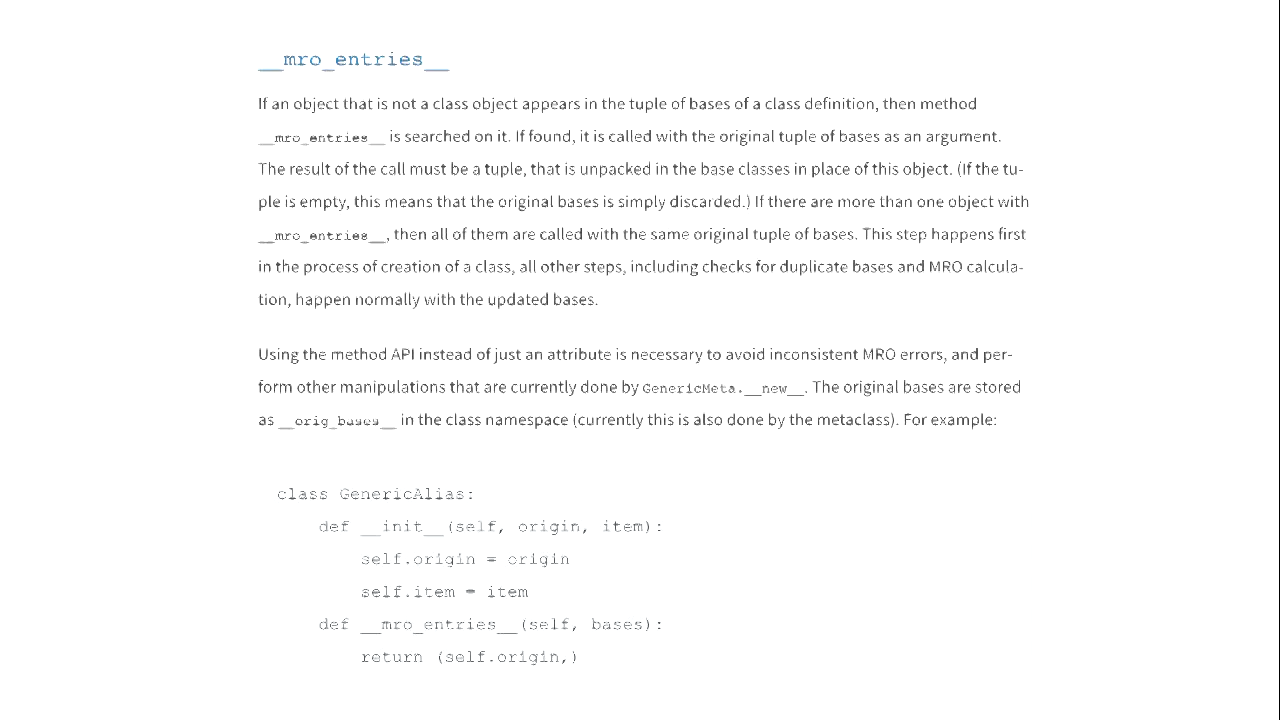 __mro_entries__
If an object that is not a class object appears in the tuple of bases of a class definition, then method
__mro_entries__ is searched on it. If found, it is called with the original tuple of bases as an argument.
The result of the call must be a tuple, that is unpacked in the base classes in place of this object. (If the tu-
ple is empty, this means that the original bases is simply discarded.) If there are more than one object with
__mro_entries__, then all of them are called with the same original tuple of bases. This step happens first
in the process of creation of a class, all other steps, including checks for duplicate bases and MRO calcula-
tion, happen normally with the updated bases.
Using the method API instead of just an attribute is necessary to avoid inconsistent MRO errors, and per-
form other manipulations that are currently done by GenericMeta.__new__. The original bases are stored
as __orig_bases__ in the class namespace (currently this is also done by the metaclass). For example:
class GenericAlias:
    def __init__(self, origin, item):
        self.origin = origin
        self.item = item
    def __mro_entries__(self, bases):
        return (self.origin,)